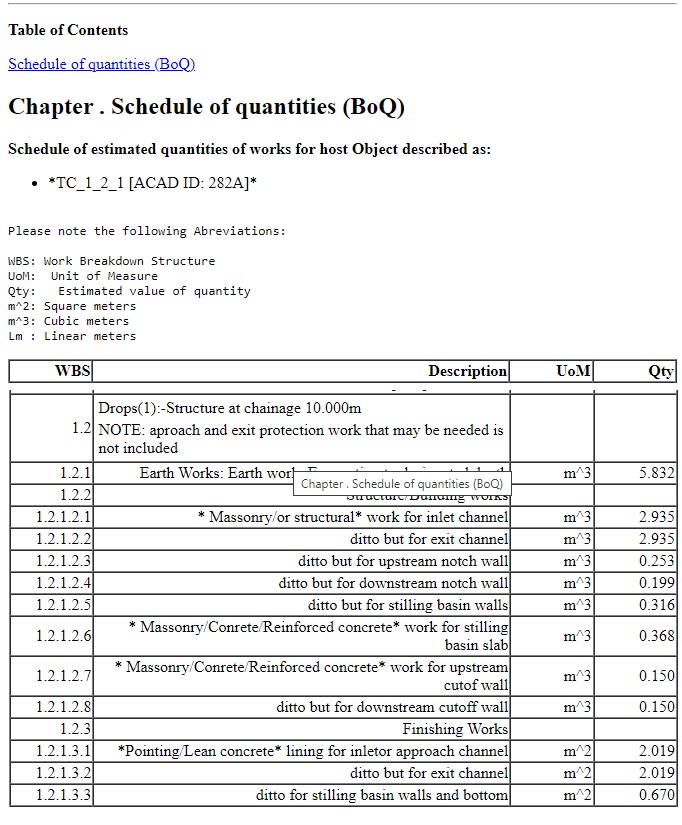 Table of Contents
Schedule of quantities (BoQ)
Chapter . Schedule of quantities (BoQ)
Schedule of estimated quantities of works for host Object described as:
• *TC_1_2_1 [ACAD ID: 282A]*
Please note the following Abreviations:
WBS: Work Breakdown Structure
UoM: Unit of Measure
Qty: Estimated value of quantity
m^2: Square meters
m^3: Cubic meters
Lm : Linear meters
WBS Description UoM Qty
Drops(1):-Structure at chainage 10.000m
1.2 NOTE: aproach and exit protection work that may be needed is
not included
1.2.1 Earth Works: Earth m^3 5.832
Chapter . Schedule of quantities (BoQ)
1.2.2 Structure/Building works
1.2.1.2.1 * Massonry/or structural* work for inlet channel m^3 2.935
1.2.1.2.2 ditto but for exit channel m^3 2.935
1.2.1.2.3 ditto but for upstream notch wall m^3 0.253
1.2.1.2.4 ditto but for downstream notch wall m^3 0.199
1.2.1.2.5 ditto but for stilling basin walls m^3 0.316
1.2.1.2.6 * Massonry/Conrete/Reinforced concrete* work for stilling
basin slab m^3 0.368
1.2.1.2.7 * Massonry/Conrete/Reinforced concrete* work for upstream
cutof wall m^3 0.150
1.2.1.2.8 ditto but for downstream cutoff wall m^3 0.150
1.2.3 Finishing Works
1.2.1.3.1 *Pointing/Lean concrete* lining for inletor approach channel m^2 2.019
1.2.1.3.2 ditto but for exit channel m^2 2.019
1.2.1.3.3 ditto for stilling basin walls and bottom m^2 0.670